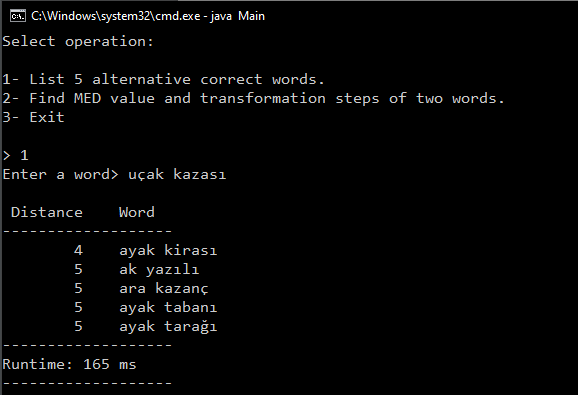 C:\Windows\system32\cmd.exe - java Main
Select operation:
1- List 5 alternative correct words.
2- Find MED value and transformation steps of two words.
3- Exit
> 1
Enter a word> uçak kazası
Distance    Word
-------------------
4    ayak kirası
5    ak yazılı
5    ara kazanç
5    ayak tabanı
5    ayak tarağı
-------------------
Runtime: 165 ms
-------------------